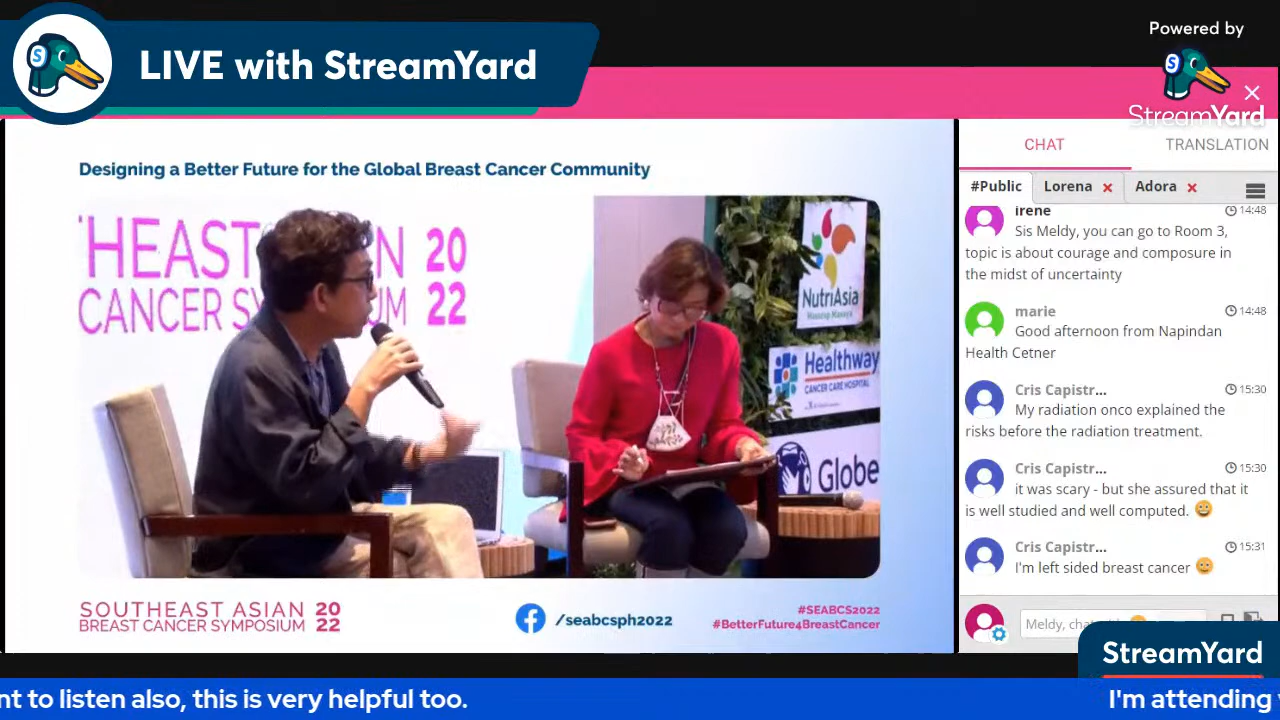 LIVE with StreamYard
Powered by
StreamYard
CHAT
TRANSLATION
#Public
Lorena
Adora
Designing a Better Future for the Global Breast Cancer Community
HEAST
N 20
CANCER S
UM 22
NutriAsia
Healthway
CANCER CARE HOSPITAL
Globe
irene
14:48
Sis Meldy, you can go to Room 3,
topic is about courage and composure in
the midst of uncertainty
marie
14:48
Good afternoon from Napindan
Health Cetner
Cris Capistr...
15:30
My radiation onco explained the
risks before the radiation treatment.
Cris Capistr...
15:30
it was scary - but she assured that it
is well studied and well computed. 😀
Cris Capistr...
15:31
I'm left sided breast cancer 😀
Meldy, cha
SOUTHEAST ASIAN 20
BREAST CANCER SYMPOSIUM 22
/seabcsph2022
#SEABCS2022
#BetterFuture4BreastCancer
StreamYard
nt to listen also, this is very helpful too.
I'm attending